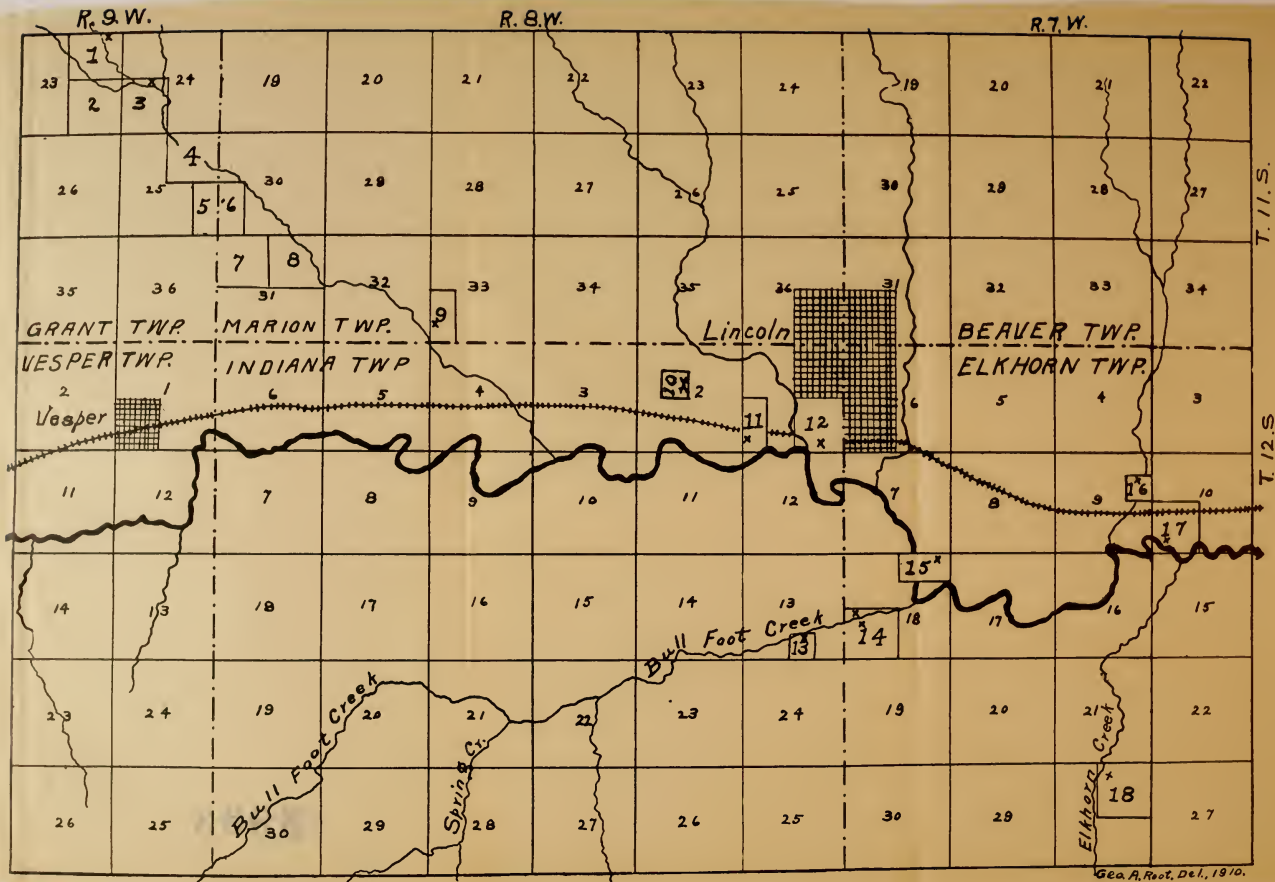 R. 9. W. R. 8. W. R. 7. W.
1
23 24 19 20 21 22 23 24 19 20 21 22
2 3
4
26 25 30 29 28 27 26 25 30 29 28 27
5 6
T. 11. S.
7 8
35 36 31 32 33 34 35 36 31 32 33 34
9
GRANT TWP. MARION TWP. Lincoln BEAVER TWP.
VESPER TWP. INDIANA TWP ELKHORN TWP.
2 1 6 5 4 3 10 2 6 5 4 3
Vesper 11 12
T. 12. S
11 12 7 8 9 10 11 12 7 8 9 16 10
17
15
14 13 18 17 16 15 14 13 18 17 16 15
Bull Foot Creek 13 14
23 24 19 20 21 22 23 24 19 20 21 22
Bull Foot Creek
Spring Cr.
Elkhorn Creek
18
26 25 30 29 28 27 26 25 30 29 27
Geo. A. Root, Del., 1910.